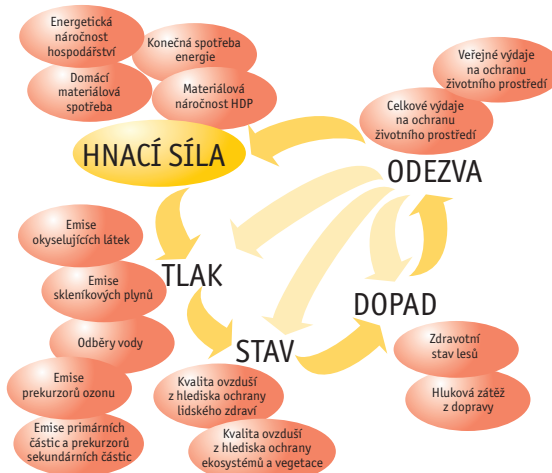 Energetická
náročnost
hospodářství
Konečná spotřeba
energie
Domácí
materiálová
spotřeba
Materiálová
náročnost HDP
HNACÍ SÍLA
Veřejné výdaje
na ochranu
životního prostředí
Celkové výdaje
na ochranu
životního prostředí
ODEZVA
Emise
okyselujících látek
Emise
skleníkových plynů
TLAK
Odběry vody
Emise
prekurzorů ozonu
Emise primárních
částic a prekurzorů
sekundárních částic
STAV
Kvalita ovzduší
z hlediska ochrany
lidského zdraví
Kvalita ovzduší
z hlediska ochrany
ekosystémů a vegetace
DOPAD
Zdravotní
stav lesů
Hluková zátěž
z dopravy